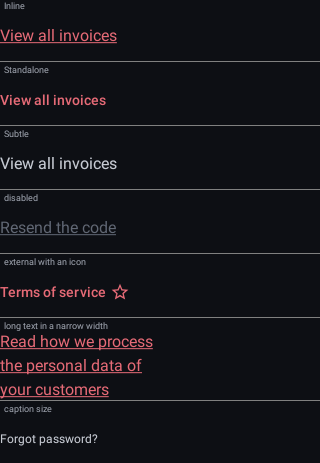 Inline
View all invoices
Standalone
View all invoices
Subtle
View all invoices
disabled
Resend the code
external with an icon
Terms of service
long text in a narrow width
Read how we process
the personal data of
your customers
caption size
Forgot password?